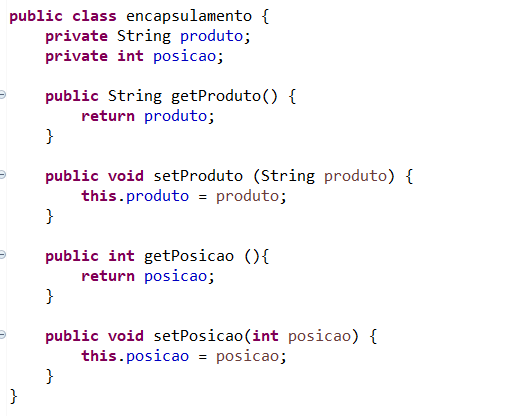 public class encapsulamento {
    private String produto;
    private int posicao;

    public String getProduto() {
        return produto;
    }

    public void setProduto (String produto) {
        this.produto = produto;
    }

    public int getPosicao (){
        return posicao;
    }

    public void setPosicao(int posicao) {
        this.posicao = posicao;
    }
}